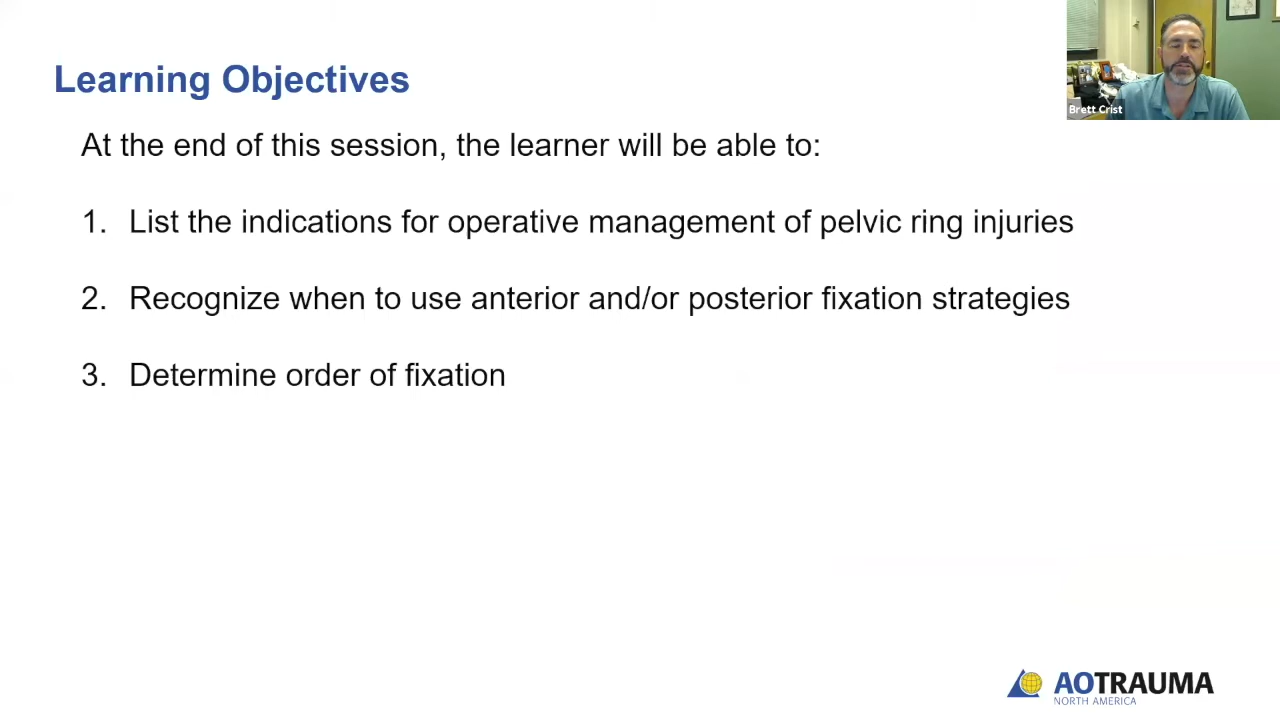 Learning Objectives
Brett Crist
At the end of this session, the learner will be able to:
1. List the indications for operative management of pelvic ring injuries
2. Recognize when to use anterior and/or posterior fixation strategies
3. Determine order of fixation
AOTRAUMA
NORTH AMERICA